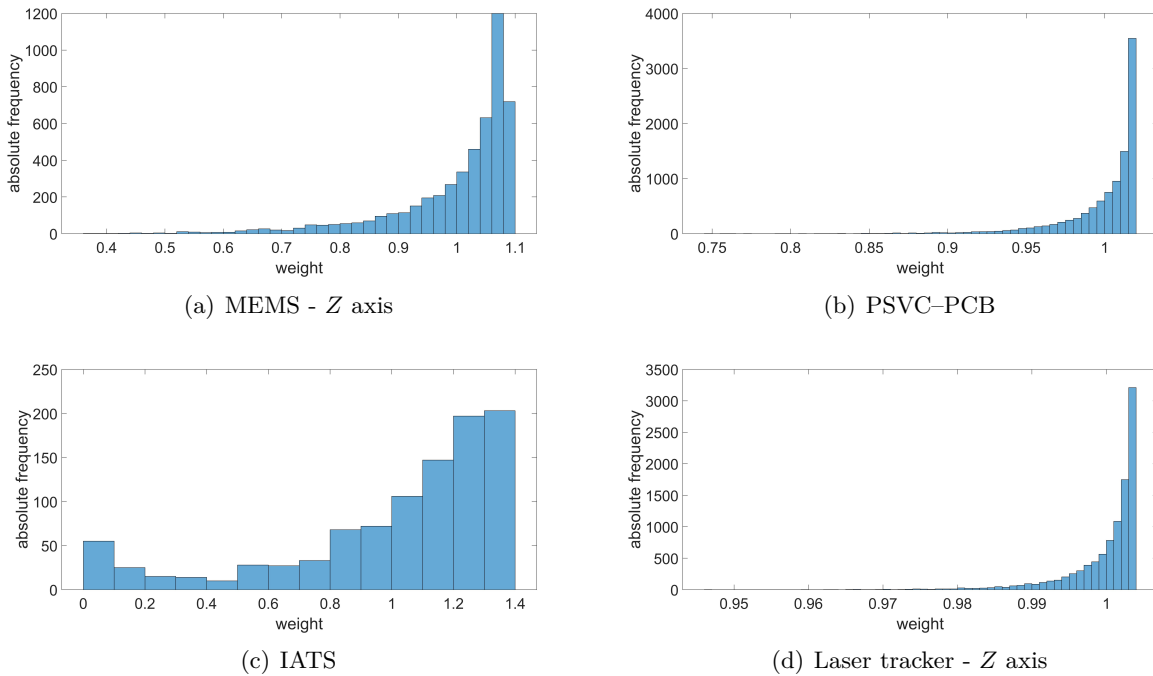 1200
1000
800
600
400
200
0
absolute frequency
0.4 0.5 0.6 0.7 0.8 0.9 1 1.1
weight
(a) MEMS - Z axis
4000
3000
2000
1000
0
absolute frequency
0.75 0.8 0.85 0.9 0.95 1
weight
(b) PSVC–PCB
250
200
150
100
50
0
absolute frequency
0 0.2 0.4 0.6 0.8 1 1.2 1.4
weight
(c) IATS
3500
3000
2500
2000
1500
1000
500
0
absolute frequency
0.95 0.96 0.97 0.98 0.99 1
weight
(d) Laser tracker - Z axis